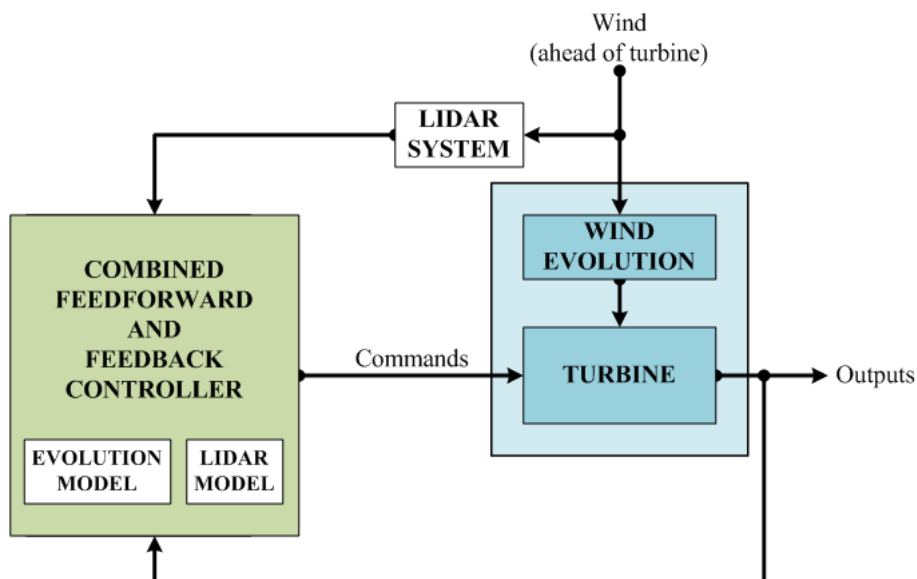 Wind
(ahead of turbine)
LIDAR
SYSTEM
WIND
EVOLUTION
COMBINED
FEEDFORWARD
AND
FEEDBACK
CONTROLLER
Commands
TURBINE
Outputs
EVOLUTION
MODEL
LIDAR
MODEL